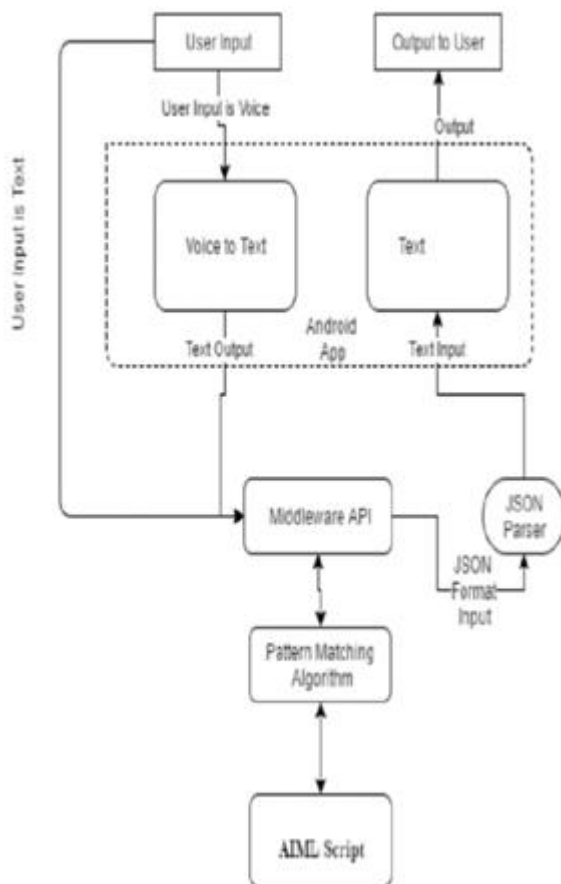 User Input
Output to User
User Input is Voice
Output
User Input is Text
Voice to Text
Text
Android
App
Text Output
Text Input
Middleware API
JSON
Parser
JSON
Format
Input
Pattern Matching
Algorithm
AIML Script